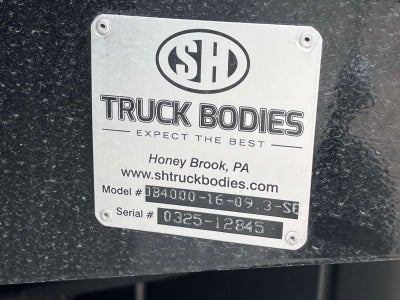 SH
TRUCK BODIES
EXPECT THE BEST
Honey Brook, PA
www.shtruckbodies.com
Model # DB4000-16-09.3-SE
Serial # 0325-12845